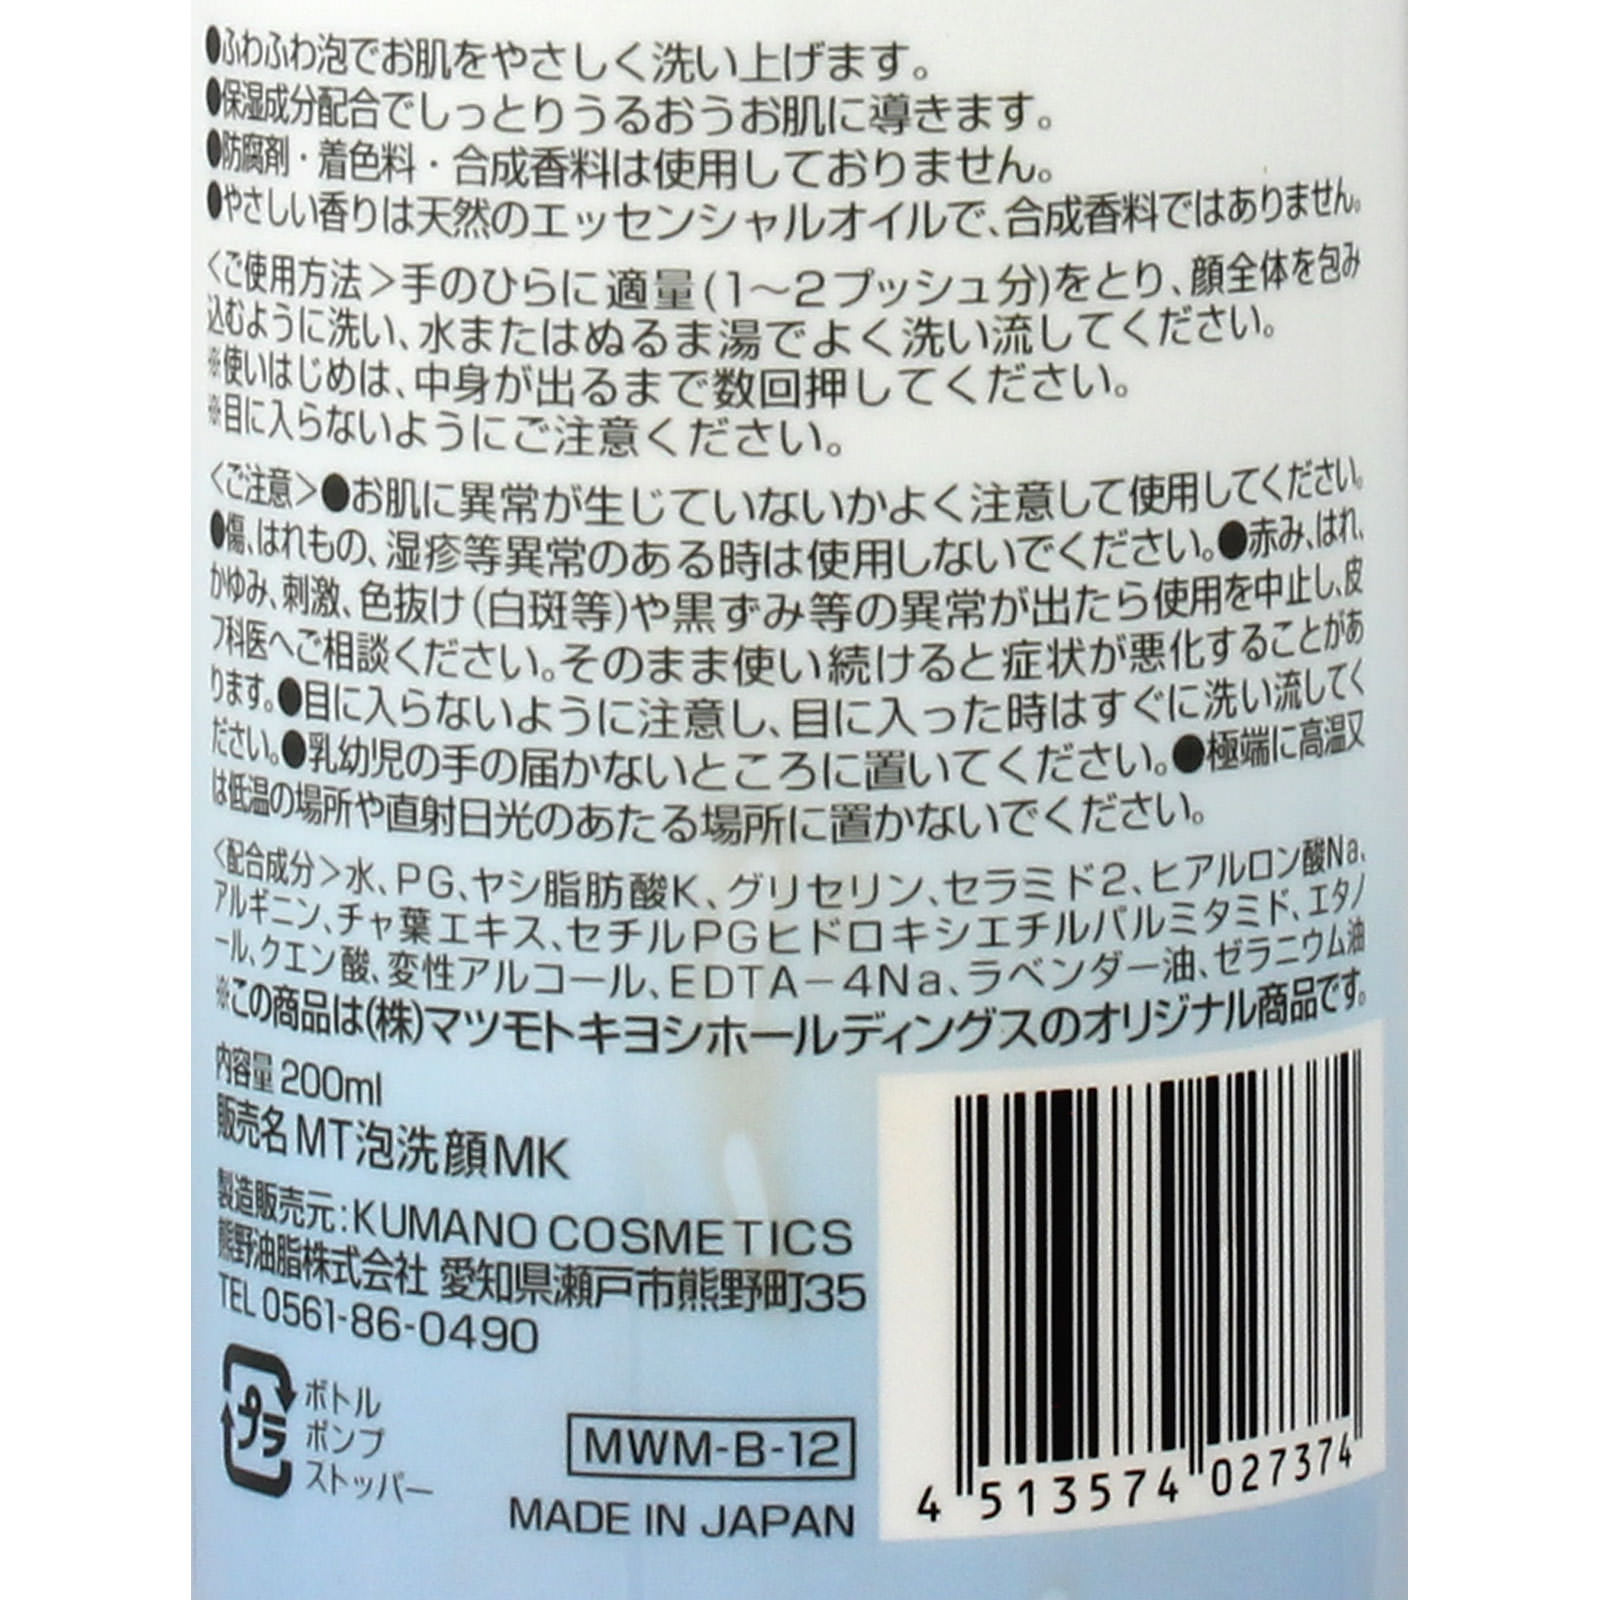 ●ふわふわ泡でお肌をやさしく洗い上げます。
●保湿成分配合でしっとりうるおうお肌に導きます。
●防腐剤・着色料・合成香料は使用しておりません。
●やさしい香りは天然のエッセンシャルオイルで、合成香料ではありません。
<ご使用方法>手のひらに適量(1〜2プッシュ分)をとり、顔全体を包み
込むように洗い、水またはぬるま湯でよく洗い流してください。
※使いはじめは、中身が出るまで数回押してください。
※目に入らないようにご注意ください。
<ご注意>●お肌に異常が生じていないかよく注意して使用してください。
●傷、はれもの、湿疹等異常のある時は使用しないでください。●赤み、はれ、
かゆみ、刺激、色抜け(白斑等)や黒ずみ等の異常が出たら使用を中止し、皮
フ科医へご相談ください。そのまま使い続けると症状が悪化することがあ
ります。●目に入らないように注意し、目に入った時はすぐに洗い流してく
ださい。●乳幼児の手の届かないところに置いてください。●極端に高温又
は低温の場所や直射日光のあたる場所に置かないでください。
<配合成分>水、PG、ヤシ脂肪酸K、グリセリン、セラミド2、ヒアルロン酸Na、
アルギニン、チャ葉エキス、セチルPGヒドロキシエチルパルミタミド、エタノ
ール、クエン酸、変性アルコール、EDTA−4Na、ラベンダー油、ゼラニウム油
※この商品は(株)マツモトキヨシホールディングスのオリジナル商品です。
内容量 200ml
販売名 MT泡洗顔MK
製造販売元:KUMANO COSMETICS
熊野油脂株式会社 愛知県瀬戸市熊野町35
TEL 0561-86-0490
プラ
ボトル
ポンプ
ストッパー
MWM-B-12
MADE IN JAPAN
4 513574 027374